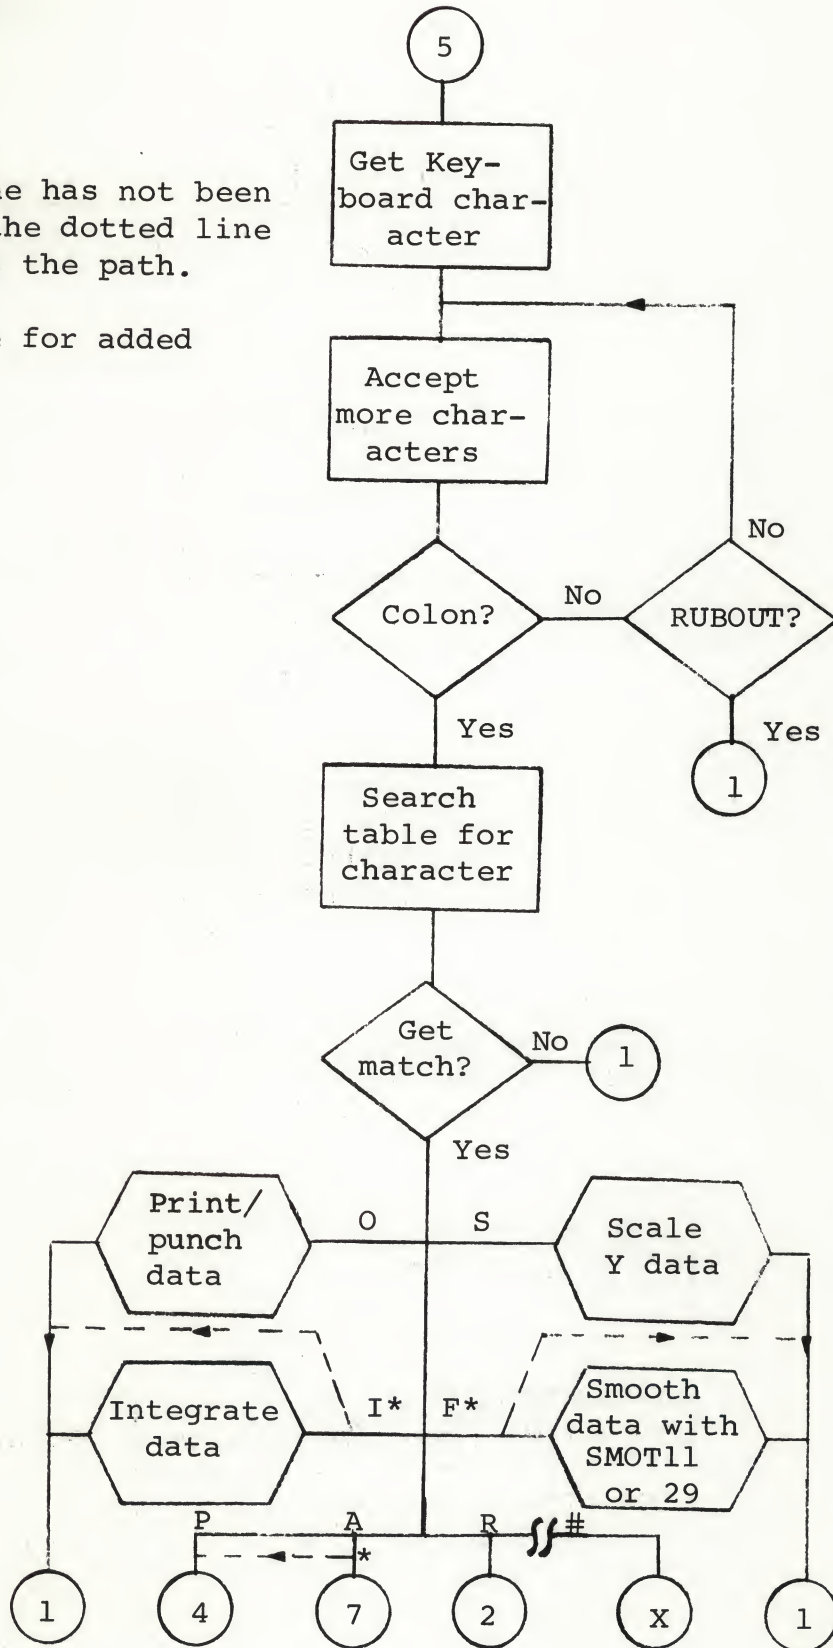 5
Get Key-
board char-
acter
has not been
the dotted line
the path.
for added
Accept
more char-
acters
No
Colon?
No
RUBOUT?
Yes
Yes
1
Search
table for
character
Get
match?
No
1
Yes
Print/
punch
data
O
S
Scale
Y data
Integrate
data
I*
F*
Smooth
data with
SMOT11
or 29
P
A
R
#
*
1
4
7
2
X
1